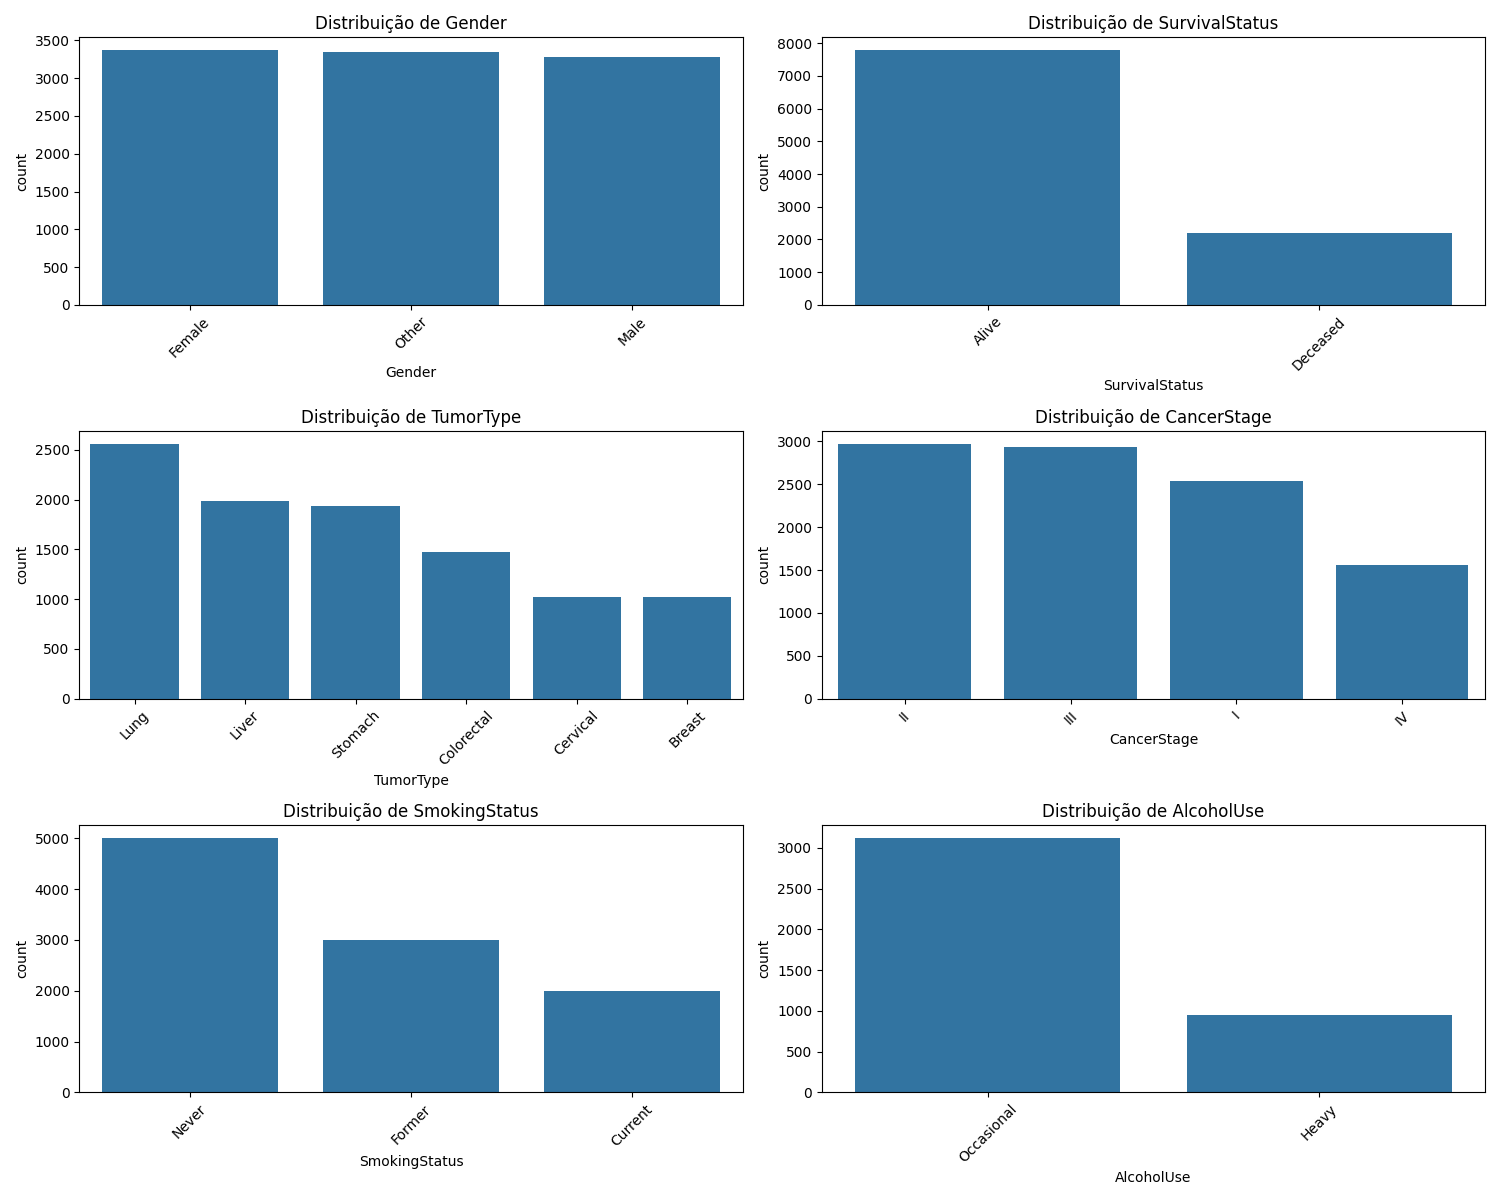 Distribuição de Gender
3500
3000
2500
2000
1500
1000
500
0
count
Female
Other
Male
Gender
Distribuição de SurvivalStatus
8000
7000
6000
5000
4000
3000
2000
1000
0
count
Alive
Deceased
SurvivalStatus
Distribuição de TumorType
2500
2000
1500
1000
500
0
count
Lung
Liver
Stomach
Colorectal
Cervical
Breast
TumorType
Distribuição de CancerStage
3000
2500
2000
1500
1000
500
0
count
II
III
I
IV
CancerStage
Distribuição de SmokingStatus
5000
4000
3000
2000
1000
0
count
Never
Former
Current
SmokingStatus
Distribuição de AlcoholUse
3000
2500
2000
1500
1000
500
0
count
Occasional
Heavy
AlcoholUse